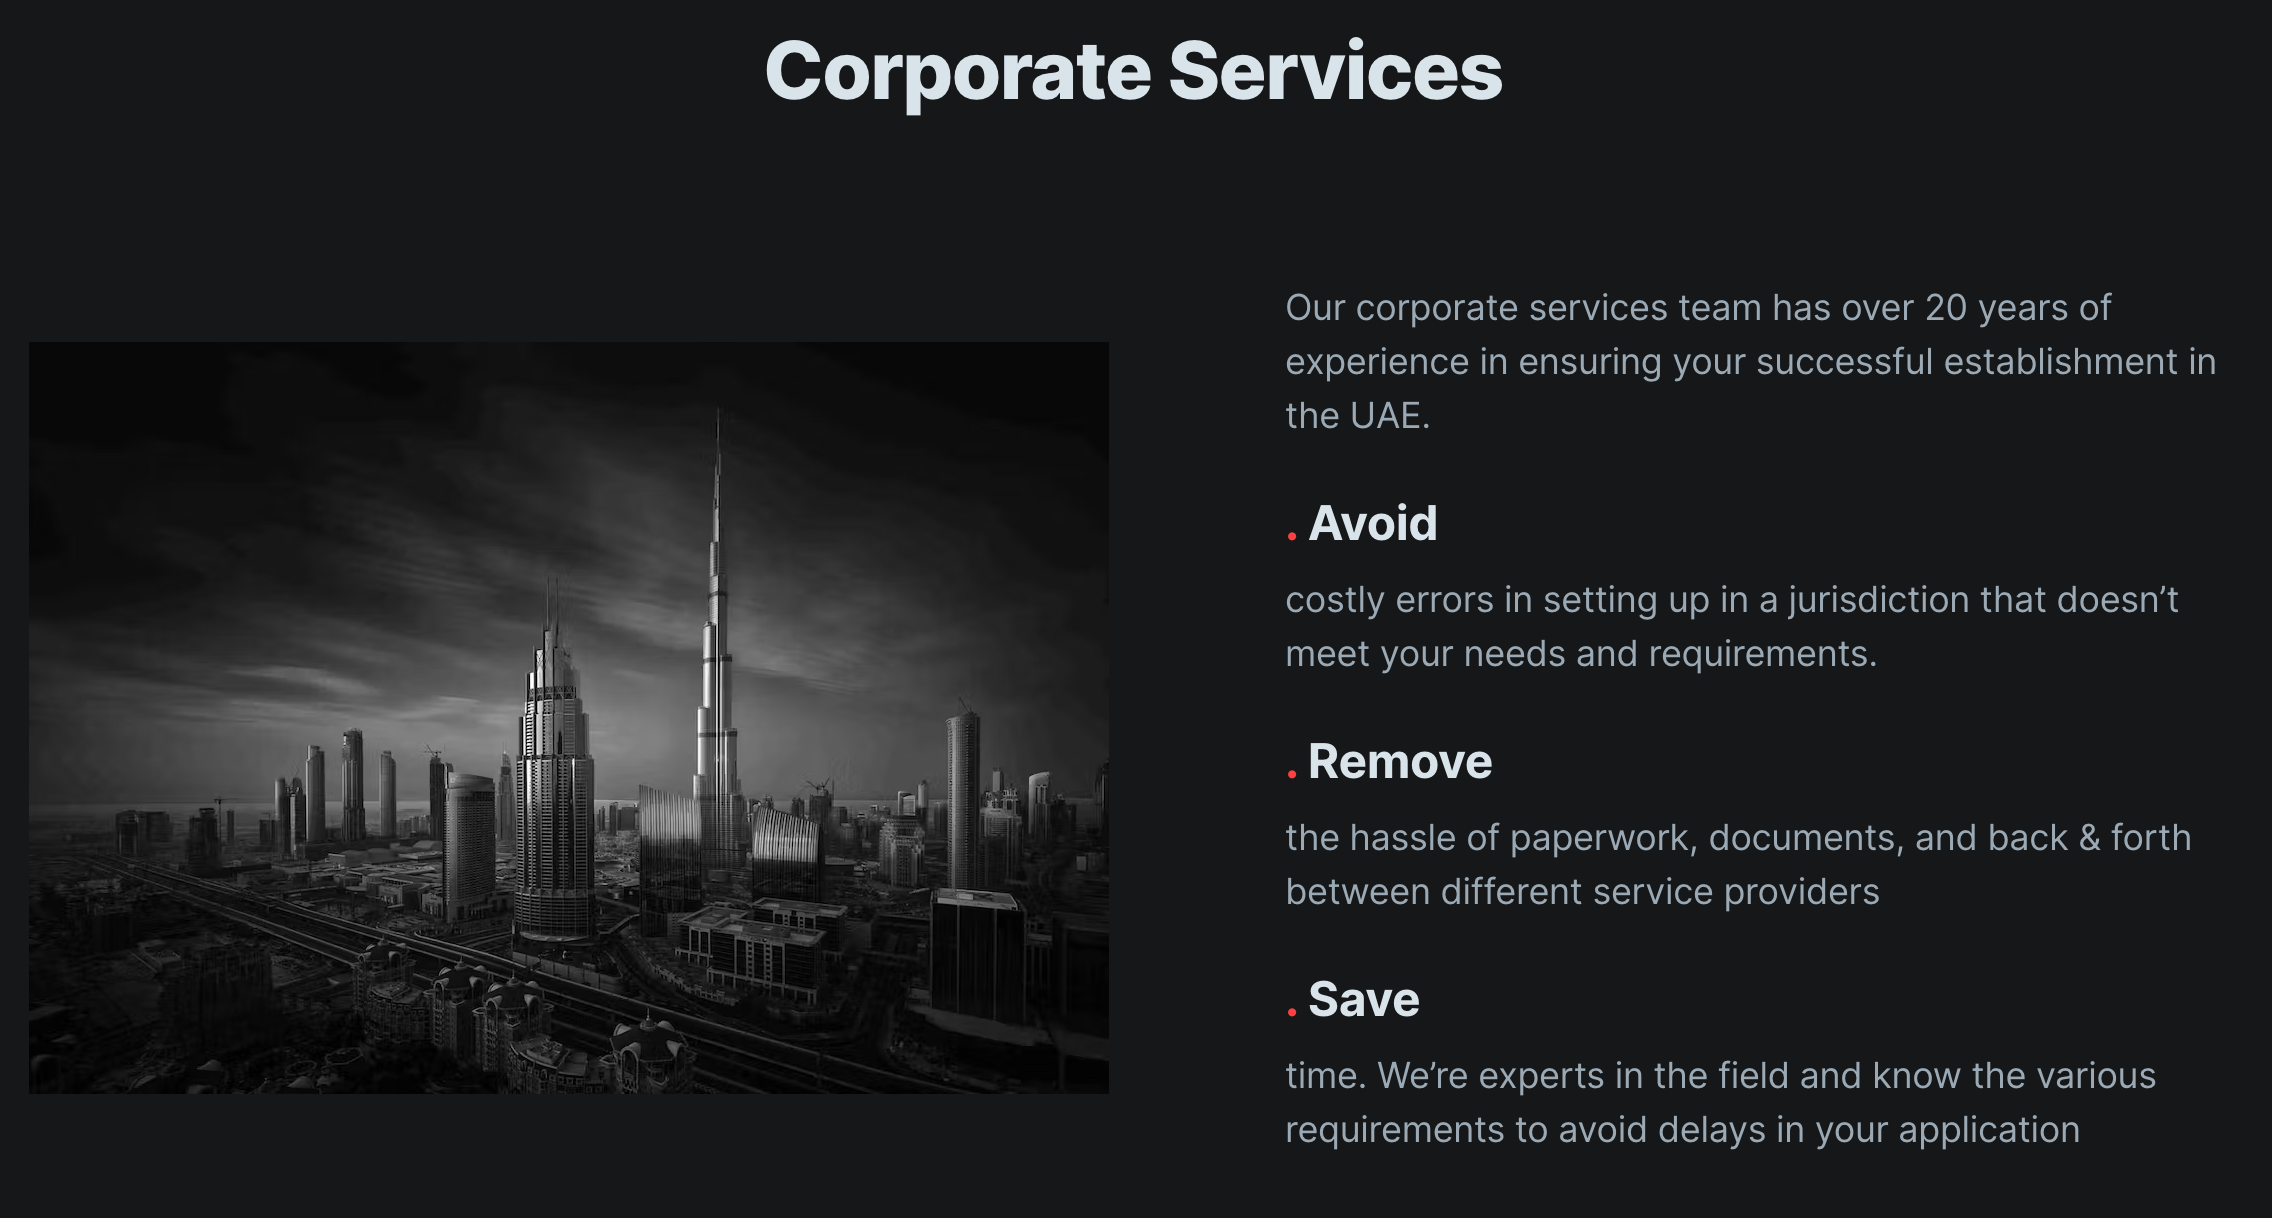 Corporate Services
Our corporate services team has over 20 years of
experience in ensuring your successful establishment in
the UAE.
. Avoid
costly errors in setting up in a jurisdiction that doesn’t
meet your needs and requirements.
. Remove
the hassle of paperwork, documents, and back & forth
between different service providers
. Save
time. We’re experts in the field and know the various
requirements to avoid delays in your application